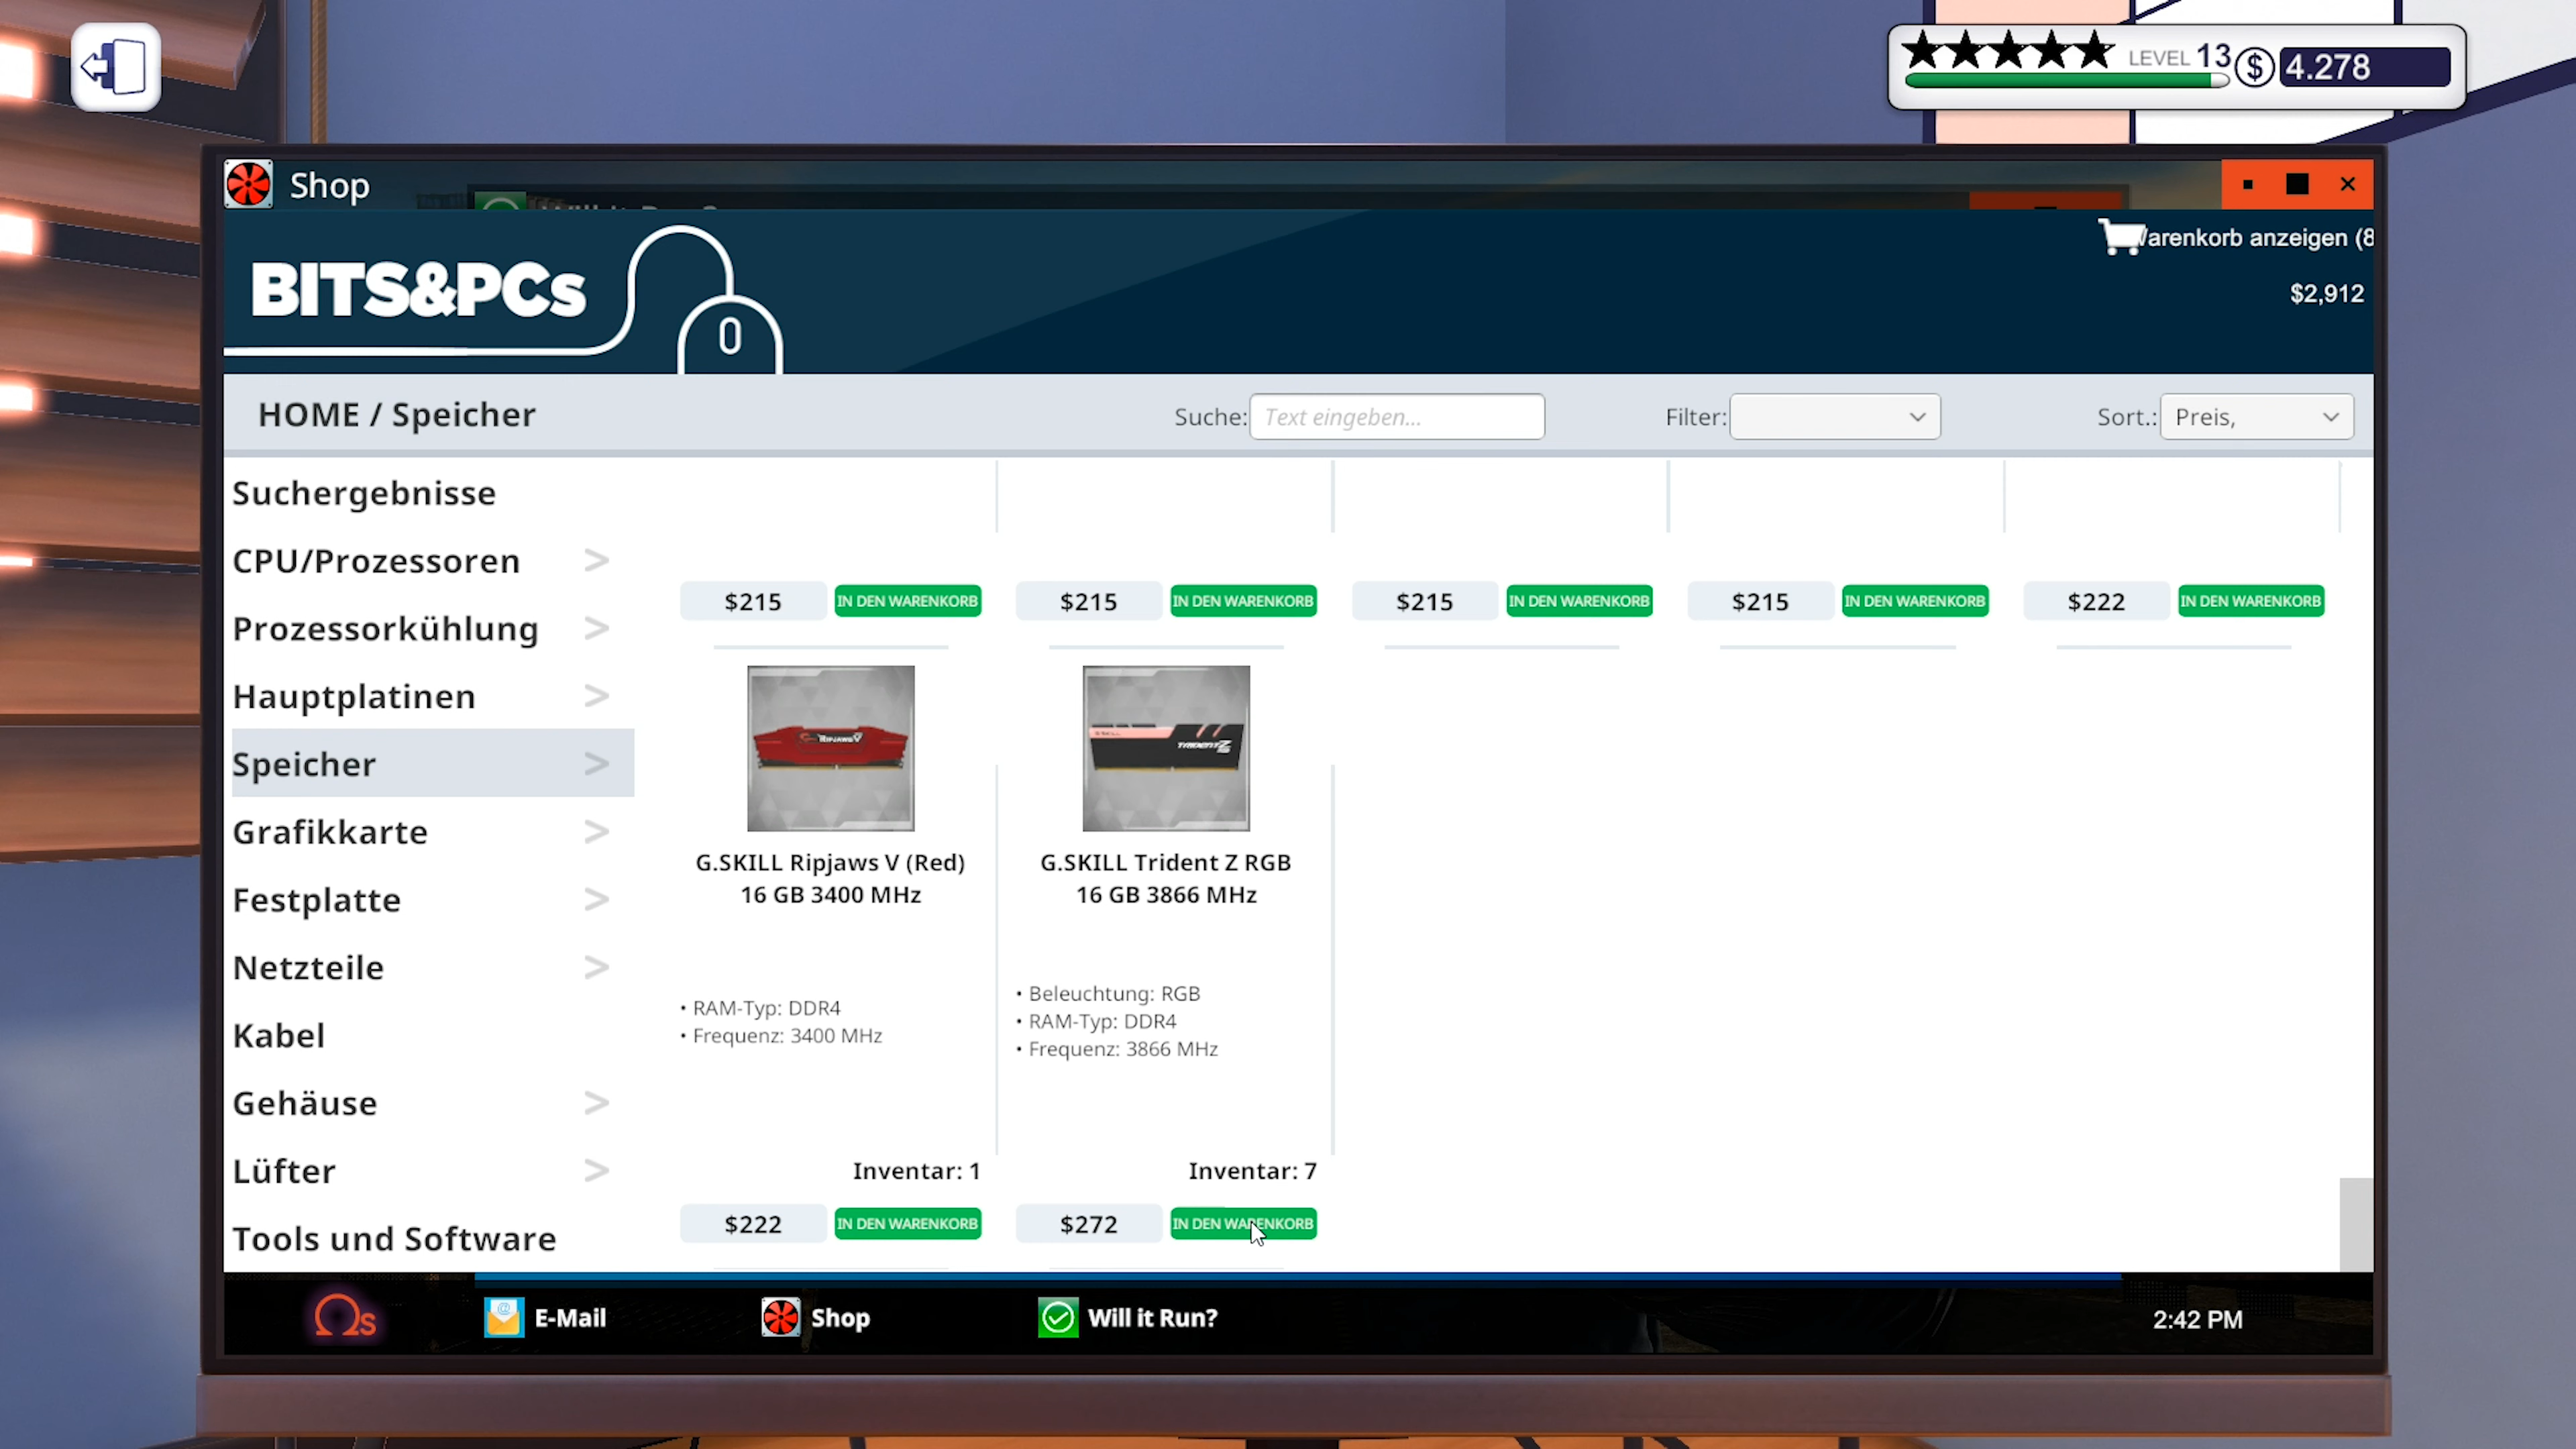 LEVEL 13 $ 4.278
Shop
BITS&PCs
arenkorb anzeigen (8
$2,912
HOME / Speicher
Suche: Text eingeben...
Filter:
Sort.: Preis,
Suchergebnisse
CPU/Prozessoren >
Prozessorkühlung >
Hauptplatinen >
Speicher >
Grafikkarte >
Festplatte >
Netzteile >
Kabel
Gehäuse >
Lüfter >
Tools und Software
$215 IN DEN WARENKORB
$215 IN DEN WARENKORB
$215 IN DEN WARENKORB
$215 IN DEN WARENKORB
$222 IN DEN WARENKORB
RIPJAWS V
G.SKILL Ripjaws V (Red)
16 GB 3400 MHz
• RAM-Typ: DDR4
• Frequenz: 3400 MHz
Inventar: 1
$222 IN DEN WARENKORB
G.SKILL
TRIDENT Z
G.SKILL Trident Z RGB
16 GB 3866 MHz
• Beleuchtung: RGB
• RAM-Typ: DDR4
• Frequenz: 3866 MHz
Inventar: 7
$272 IN DEN WARENKORB
Ωs
E-Mail
Shop
Will it Run?
2:42 PM